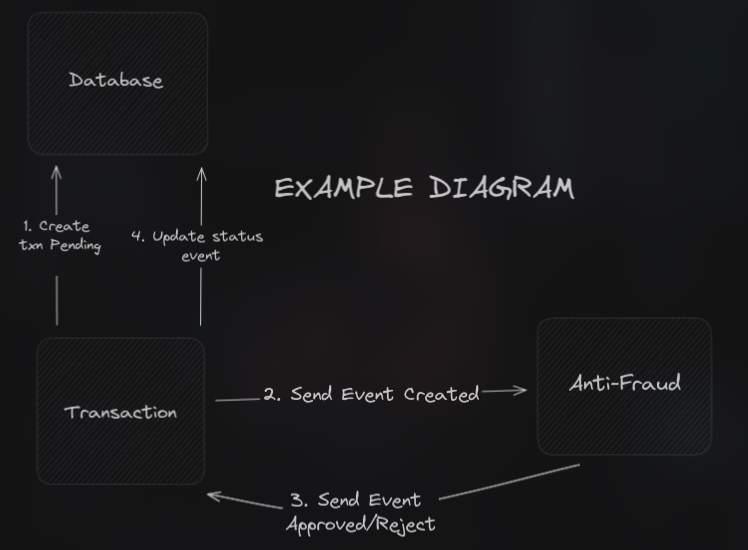 Database
EXAMPLE DIAGRAM
1. Create
txn Pending
4. Update status
event
Transaction
2. Send Event Created
Anti-Fraud
3. Send Event
Approved/Reject